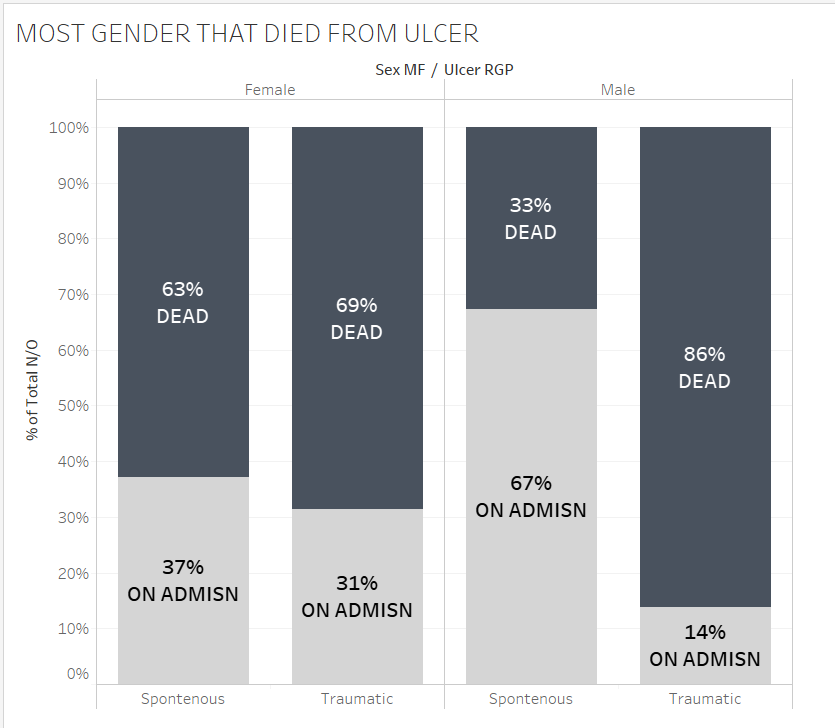 MOST GENDER THAT DIED FROM ULCER
Sex MF / Ulcer RGP
Female
Male
% of Total N/O
100%
90%
80%
70%
60%
50%
40%
30%
20%
10%
0%
63%
DEAD
37%
ON ADMISN
69%
DEAD
31%
ON ADMISN
33%
DEAD
67%
ON ADMISN
86%
DEAD
14%
ON ADMISN
Spontenous
Traumatic
Spontenous
Traumatic